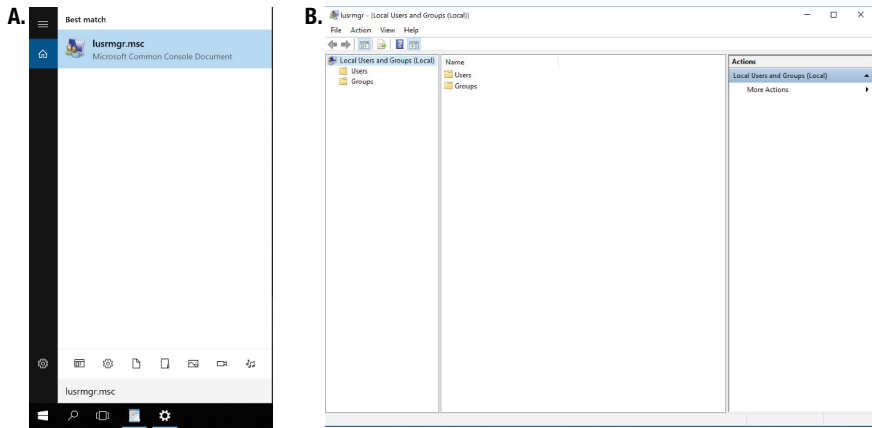 A.
Best match
lusrmgr.msc
Microsoft Common Console Document
lusrmgr.msc
B.
lusrmgr - [Local Users and Groups (Local)]
File Action View Help
Local Users and Groups (Local)
Users
Groups
Name
Users
Groups
Actions
Local Users and Groups (Local)
More Actions